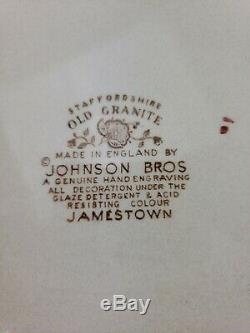 STAFFORDSHIRE
OLD GRANITE
MADE IN ENGLAND BY
© JOHNSON BROS
A GENUINE HAND ENGRAVING
ALL DECORATION UNDER THE
GLAZE DETERGENT & ACID
RESISTING COLOUR
JAMESTOWN